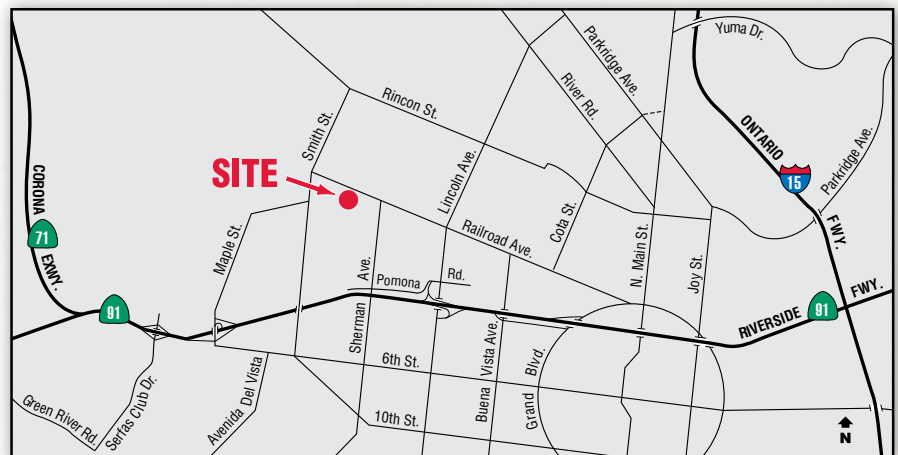 Yuma Dr.
Parkridge Ave.
River Rd.
Rincon St.
Smith St.
ONTARIO
15
FWY.
Parkridge Ave.
SITE
Lincoln Ave.
CORONA
71
EXWY.
Maple St.
Cota St.
Railroad Ave.
N. Main St.
Joy St.
Pomona Rd.
Sherman Ave.
91
RIVERSIDE
91
FWY.
6th St.
Buena Vista Ave.
Grand Blvd.
Green River Rd.
Serfas Club Dr.
Avenida Del Vista
10th St.
N